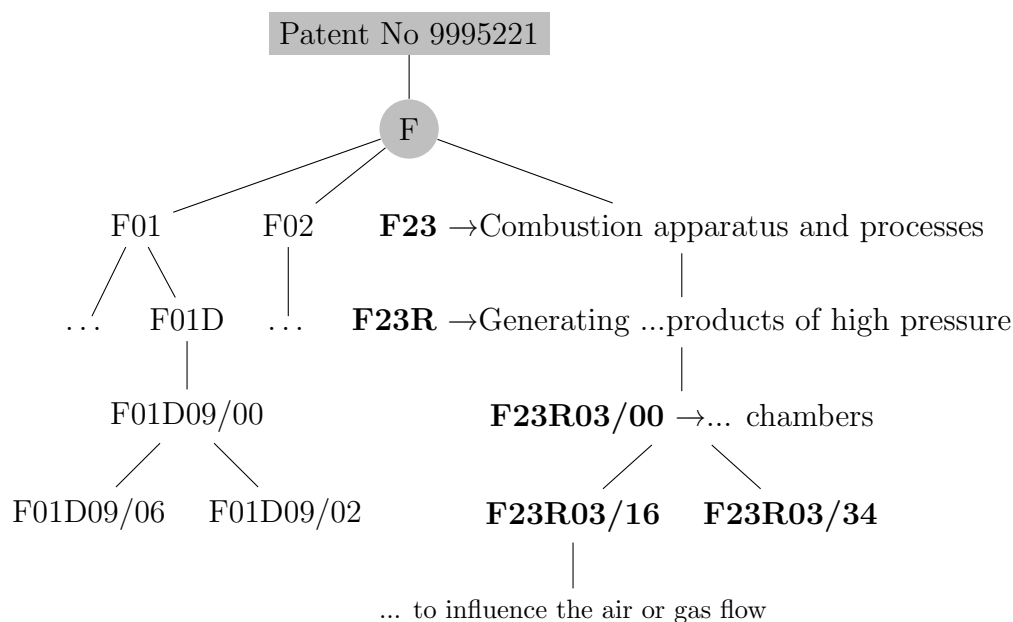 Patent No 9995221
F
F01 F02 F23 →Combustion apparatus and processes
... F01D ... F23R →Generating ...products of high pressure
F01D09/00 F23R03/00 →... chambers
F01D09/06 F01D09/02 F23R03/16 F23R03/34
... to influence the air or gas flow